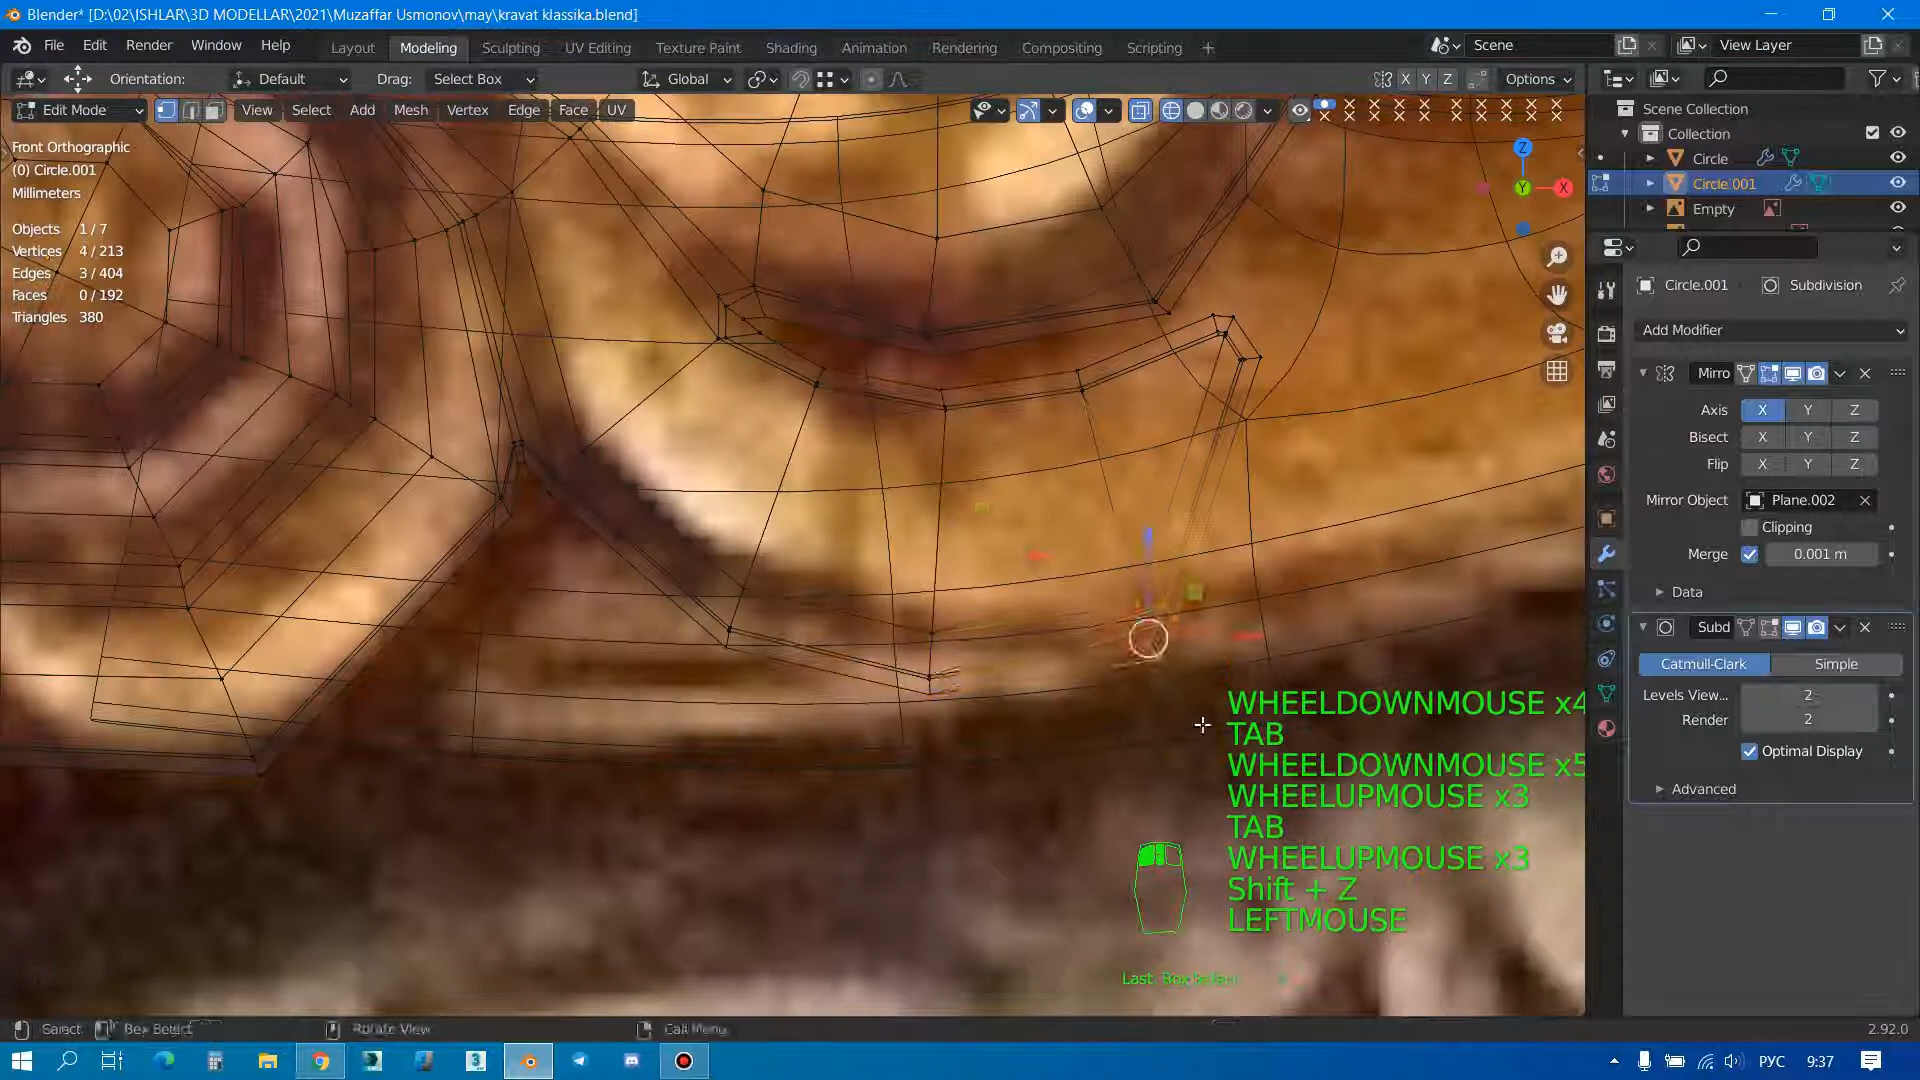 Blender* [D:\02\ISHLAR\3D MODELLAR\2021\Muzaffar Usmonov\may\kravat klassika.blend]
File Edit Render Window Help Layout Modeling Sculpting UV Editing Texture Paint Shading Animation Rendering Compositing Scripting + Scene View Layer
Orientation: Default Drag: Select Box Global X Y Z Options
Edit Mode View Select Add Mesh Vertex Edge Face UV
Scene Collection
Collection
Circle
Circle.001
Empty
Front Orthographic
(0) Circle.001
Millimeters
Objects 1 / 7
Vertices 4 / 213
Edges 3 / 404
Faces 0 / 192
Triangles 380
Z
Y
X
Circle.001 Subdivision
Add Modifier
Mirro
Axis X Y Z
Bisect X Y Z
Flip X Y Z
Mirror Object Plane.002
Clipping
Merge 0.001 m
Data
Subd
Catmull-Clark Simple
Levels View... 2
Render 2
Optimal Display
Advanced
WHEELDOWNMOUSE x4
TAB
WHEELDOWNMOUSE x5
WHEELUPMOUSE x3
TAB
WHEELUPMOUSE x3
Shift + Z
LEFTMOUSE
Last: Box
Select Box Select Rotate View Call Menu 2.92.0
РУС 9:37